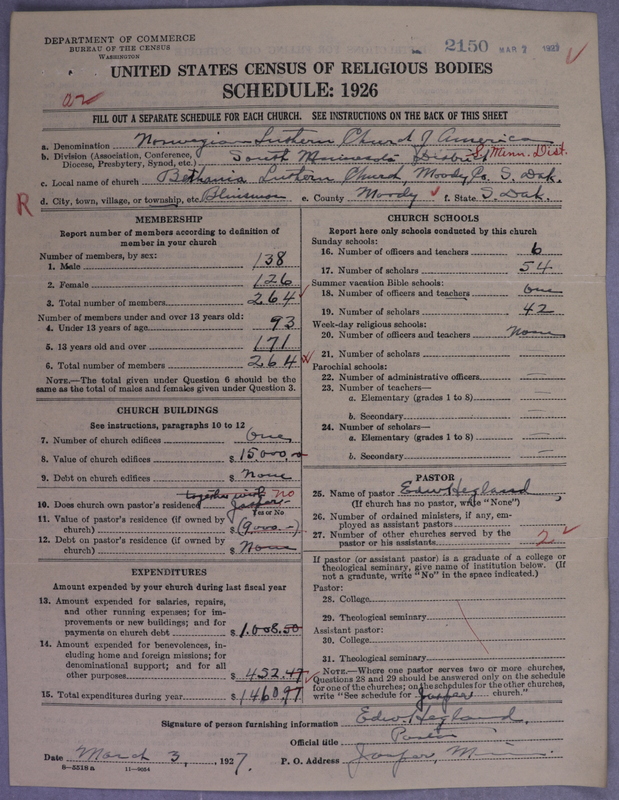 DEPARTMENT OF COMMERCE
BUREAU OF THE CENSUS
WASHINGTON
2150 MAR 7 1927
UNITED STATES CENSUS OF RELIGIOUS BODIES
SCHEDULE: 1926
FILL OUT A SEPARATE SCHEDULE FOR EACH CHURCH. SEE INSTRUCTIONS ON THE BACK OF THIS SHEET
a. Denomination Norwegian Lutheran Church of America
b. Division (Association, Conference, Diocese, Presbytery, Synod, etc.) South Minnesota District S. Minn. Dist.
c. Local name of church Bethania Lutheran Church, Moody Co. S. Dak.
R
d. City, town, village, or township, etc. e. County Moody f. State S. Dak.
MEMBERSHIP
Report number of members according to definition of
member in your church
Number of members, by sex:
1. Male 138
2. Female 126
3. Total number of members 264
Number of members under and over 13 years old:
4. Under 13 years of age 93
5. 13 years old and over 171
6. Total number of members 264
NOTE.—The total given under Question 6 should be the
same as the total of males and females given under Question 3.
CHURCH BUILDINGS
See instructions, paragraphs 10 to 12
7. Number of church edifices One
8. Value of church edifices $ 15000.
9. Debt on church edifices $ None
together with no
10. Does church own pastor's residence Jasper
Yes or No
11. Value of pastor's residence (if owned by
church) $ (9000.—)
12. Debt on pastor's residence (if owned by
church) $ None
EXPENDITURES
Amount expended by your church during last fiscal year
13. Amount expended for salaries, repairs,
and other running expenses; for im-
provements or new buildings; and for
payments on church debt $ 1.008.50
14. Amount expended for benevolences, in-
cluding home and foreign missions; for
denominational support; and for all
other purposes $ 452.47
15. Total expenditures during year $ 1460.97
CHURCH SCHOOLS
Report here only schools conducted by this church
Sunday schools:
16. Number of officers and teachers 6
17. Number of scholars 54
Summer vacation Bible schools:
18. Number of officers and teachers One
19. Number of scholars 42
Week-day religious schools:
20. Number of officers and teachers None
21. Number of scholars —
Parochial schools:
22. Number of administrative officers —
23. Number of teachers—
a. Elementary (grades 1 to 8) —
b. Secondary —
24. Number of scholars—
a. Elementary (grades 1 to 8) —
b. Secondary —
PASTOR
25. Name of pastor Edw. Hegland
(If church has no pastor, write "None")
26. Number of ordained ministers, if any, em-
ployed as assistant pastors
27. Number of other churches served by the
pastor or his assistants 2
If pastor (or assistant pastor) is a graduate of a college or
theological seminary, give name of institution below. (If
not a graduate, write "No" in the space indicated.)
Pastor:
28. College
29. Theological seminary
Assistant pastor:
30. College
31. Theological seminary
NOTE.—Where one pastor serves two or more churches,
Questions 28 and 29 should be answered only on the schedule
for one of the churches; on the schedules for the other churches,
write "See schedule for Jasper church."
Signature of person furnishing information Edw. Hegland,
Official title Pastor
Date March 3, 1927. P. O. Address Jasper, Minn.
8—5518a 11—9054